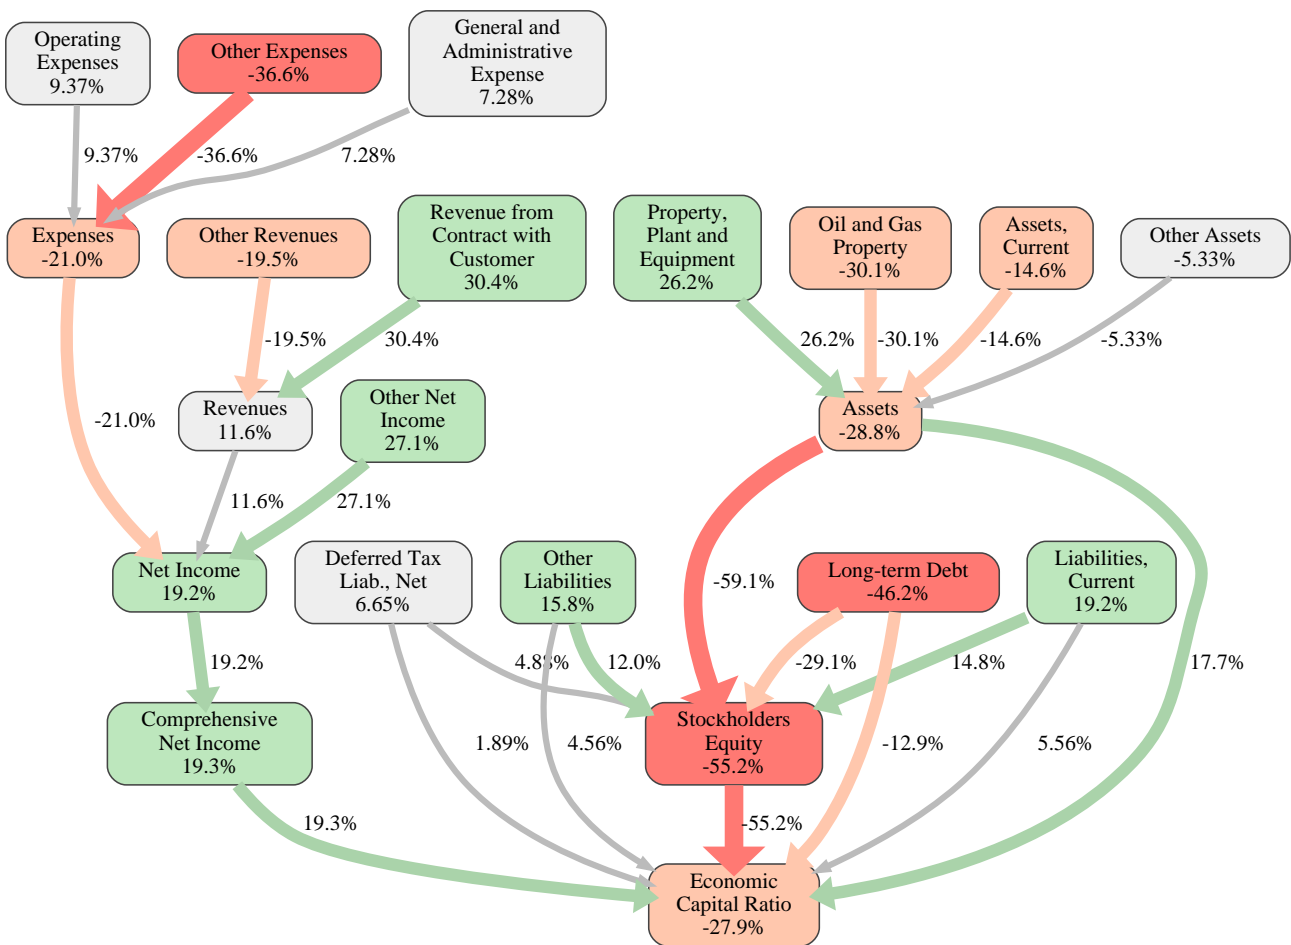 Operating
Expenses
9.37%
Other Expenses
-36.6%
General and
Administrative
Expense
7.28%
9.37%
-36.6%
7.28%
Expenses
-21.0%
Other Revenues
-19.5%
Revenue from
Contract with
Customer
30.4%
Property,
Plant and
Equipment
26.2%
Oil and Gas
Property
-30.1%
Assets,
Current
-14.6%
Other Assets
-5.33%
-19.5%
30.4%
26.2%
-30.1%
-14.6%
-5.33%
-21.0%
Revenues
11.6%
Other Net
Income
27.1%
Assets
-28.8%
11.6%
27.1%
Net Income
19.2%
Deferred Tax
Liab., Net
6.65%
Other
Liabilities
15.8%
-59.1%
Long-term Debt
-46.2%
Liabilities,
Current
19.2%
19.2%
12.0%
-29.1%
14.8%
17.7%
Comprehensive
Net Income
19.3%
1.89%
4.56%
Stockholders
Equity
-55.2%
-12.9%
5.56%
19.3%
-55.2%
Economic
Capital Ratio
-27.9%